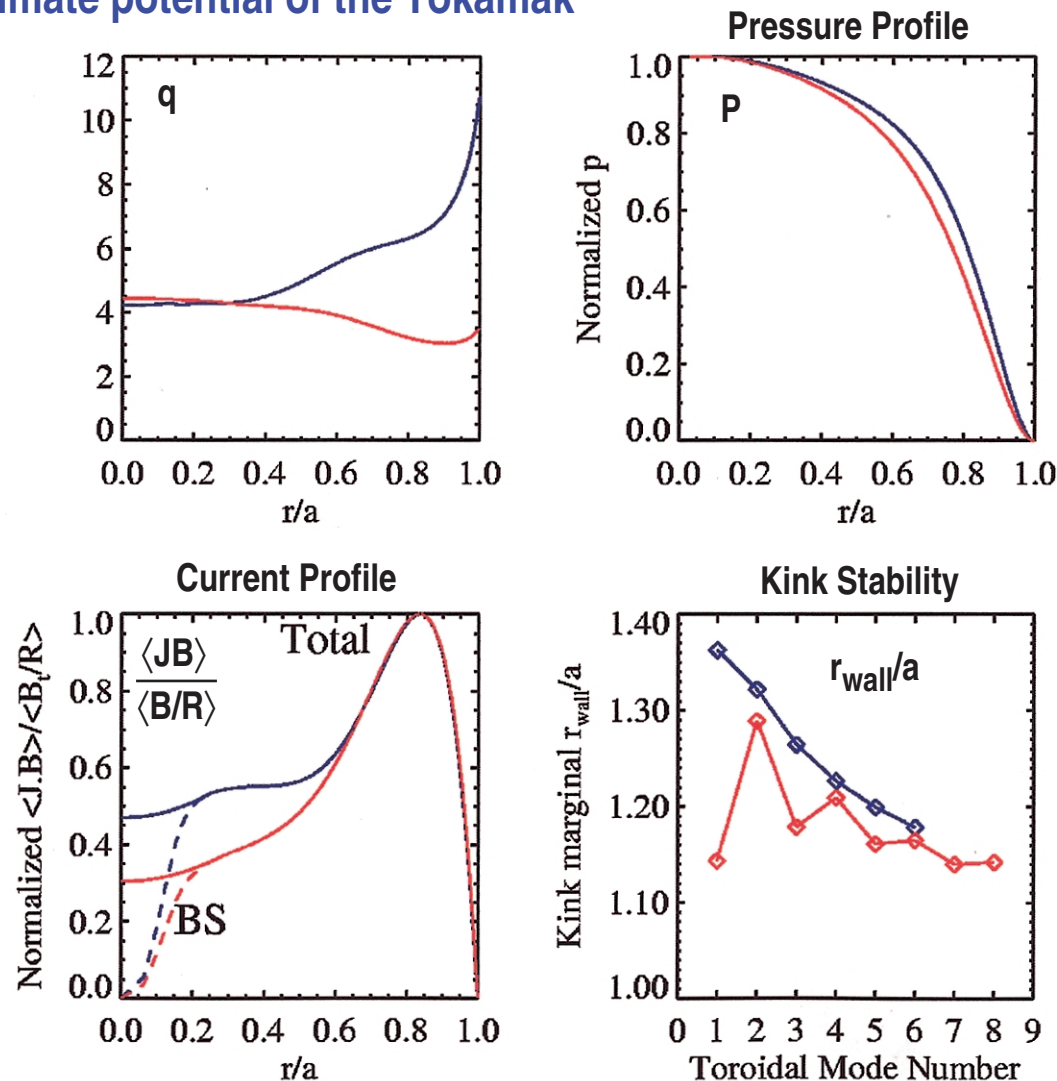 imate potential of the Tokamak
q
12
10
8
6
4
2
0
0.0 0.2 0.4 0.6 0.8 1.0
r/a
Pressure Profile
P
Normalized p
1.0
0.8
0.6
0.4
0.2
0.0
0.0 0.2 0.4 0.6 0.8 1.0
r/a
Current Profile
Total
⟨JB⟩
⟨B/R⟩
BS
Normalized <J.B>/<Bt/R>
1.0
0.8
0.6
0.4
0.2
0.0
0.0 0.2 0.4 0.6 0.8 1.0
r/a
Kink Stability
rwall/a
Kink marginal rwall/a
1.40
1.30
1.20
1.10
1.00
0 1 2 3 4 5 6 7 8 9
Toroidal Mode Number